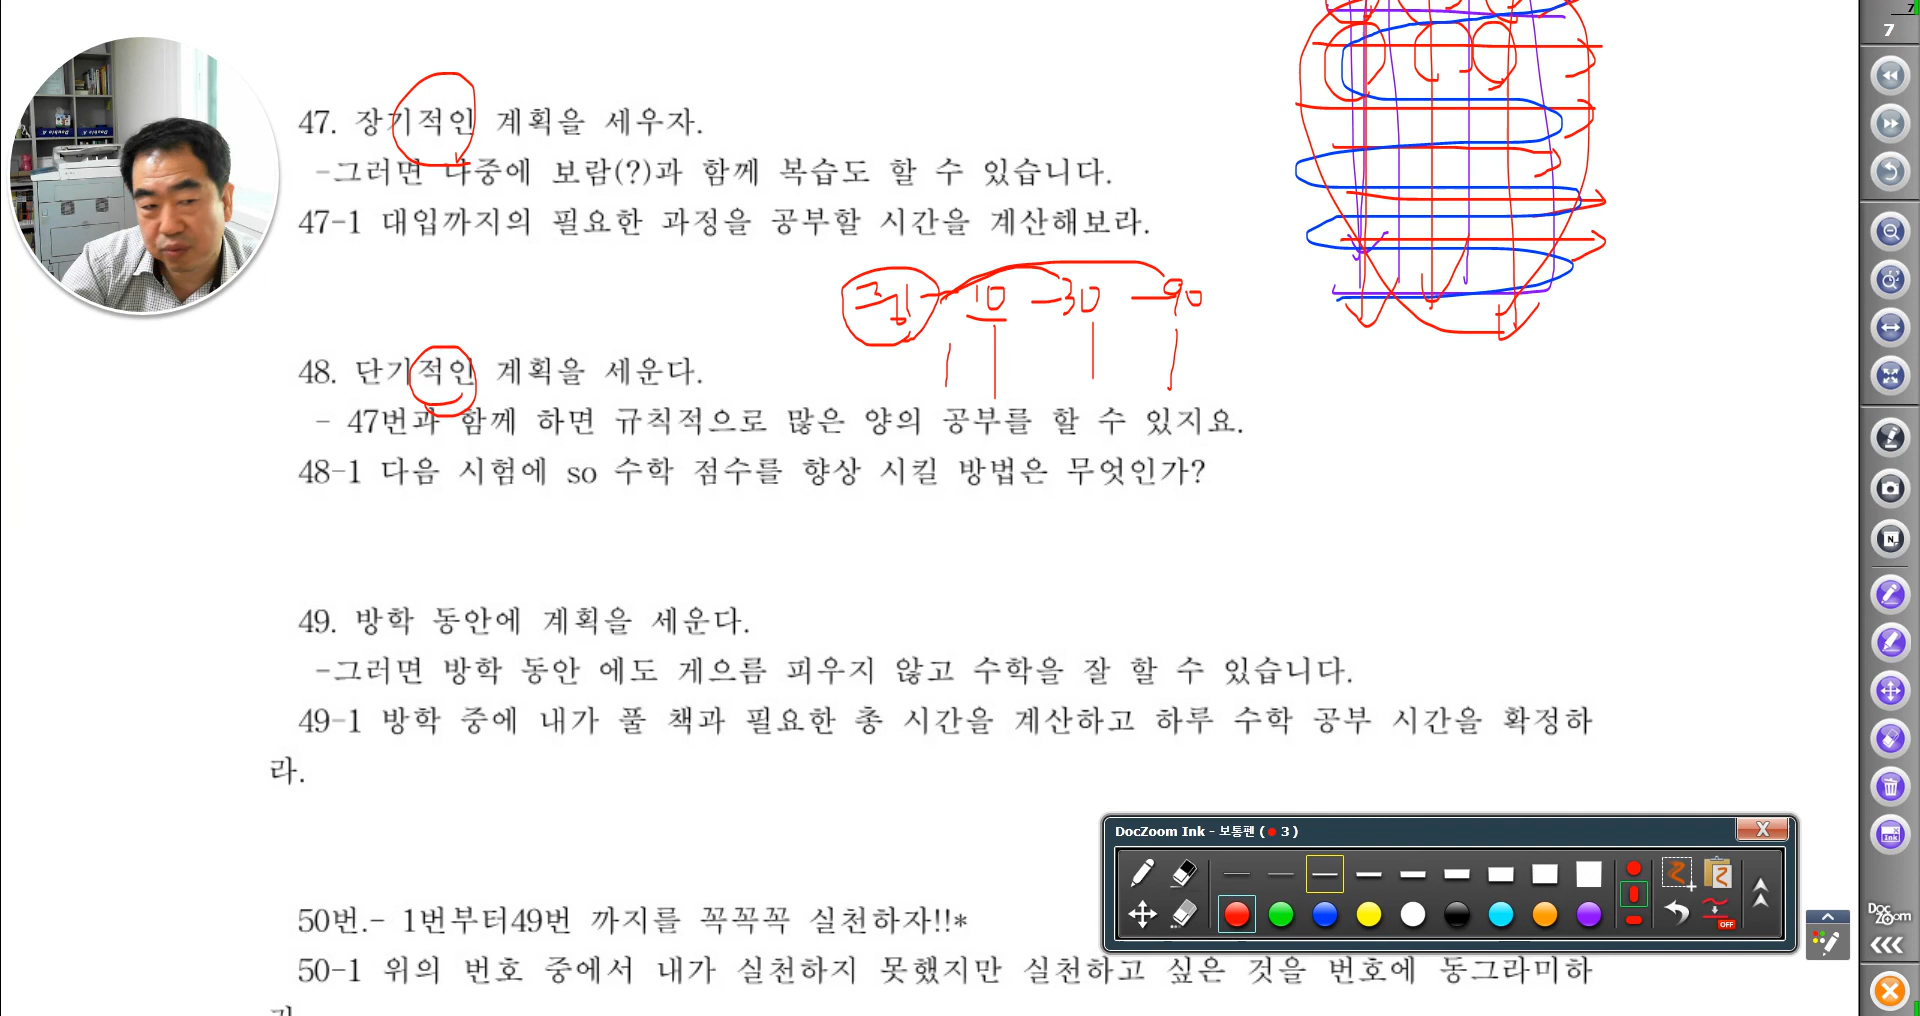 7
7
47. 장기적인 계획을 세우자.
-그러면 나중에 보람(?)과 함께 복습도 할 수 있습니다.
47-1 대입까지의 필요한 과정을 공부할 시간을 계산해보라.
10 -30 -90
48. 단기적인 계획을 세운다.
- 47번과 함께 하면 규칙적으로 많은 양의 공부를 할 수 있지요.
48-1 다음 시험에 so 수학 점수를 향상 시킬 방법은 무엇인가?
49. 방학 동안에 계획을 세운다.
-그러면 방학 동안 에도 게으름 피우지 않고 수학을 잘 할 수 있습니다.
49-1 방학 중에 내가 풀 책과 필요한 총 시간을 계산하고 하루 수학 공부 시간을 확정하
라.
DocZoom Ink - 보통펜 ( 3 )
OFF
50번.- 1번부터49번 까지를 꼭꼭꼭 실천하자!!*
50-1 위의 번호 중에서 내가 실천하지 못했지만 실천하고 싶은 것을 번호에 동그라미하
N
Ink
Doc
Zoom
Double A